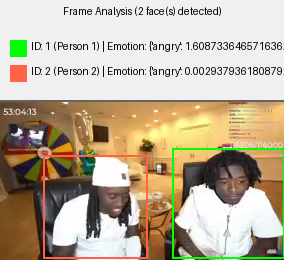 Frame Analysis (2 face(s) detected)
ID: 1 (Person 1) | Emotion: {'angry': 1.608733646571636
ID: 2 (Person 2) | Emotion: {'angry': 0.002937936180879
53:04:13